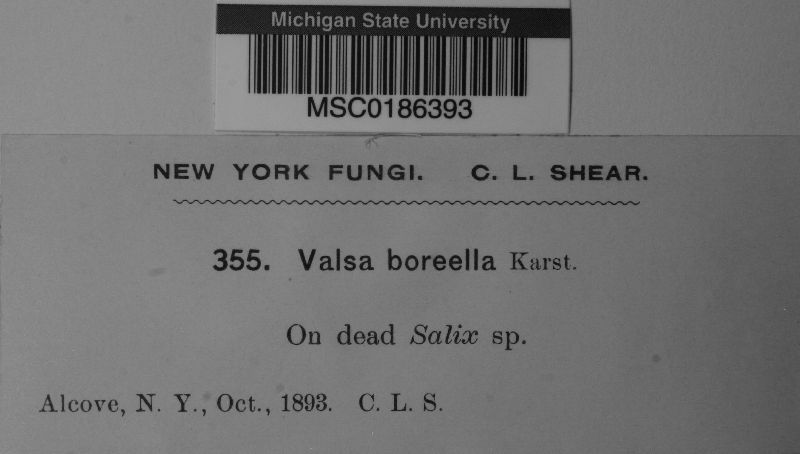 Michigan State University
MSC0186393
NEW YORK FUNGI. C. L. SHEAR.
355. Valsa boreella Karst.
On dead Salix sp.
Alcove, N. Y., Oct., 1893. C. L. S.